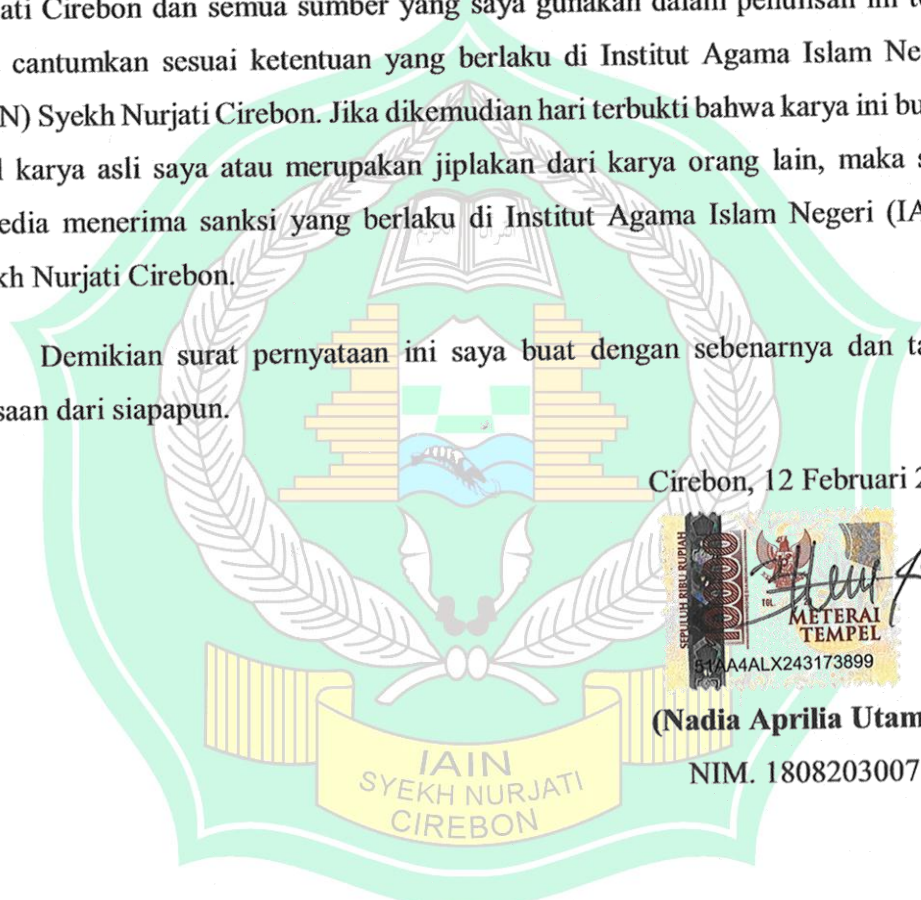 ati Cirebon dan semua sumber yang saya gunakan dalam penulisan ini t
cantumkan sesuai ketentuan yang berlaku di Institut Agama Islam Ne
N) Syekh Nurjati Cirebon. Jika dikemudian hari terbukti bahwa karya ini bu
l karya asli saya atau merupakan jiplakan dari karya orang lain, maka s
edia menerima sanksi yang berlaku di Institut Agama Islam Negeri (IA
kh Nurjati Cirebon.
Demikian surat pernyataan ini saya buat dengan sebenarnya dan ta
saan dari siapapun.
Cirebon, 12 Februari 2
SEPULUH RIBU RUPIAH
10000
TGL.
METERAI
TEMPEL
51AA4ALX243173899
(Nadia Aprilia Utam
NIM. 1808203007
IAIN
SYEKH NURJATI
CIREBON